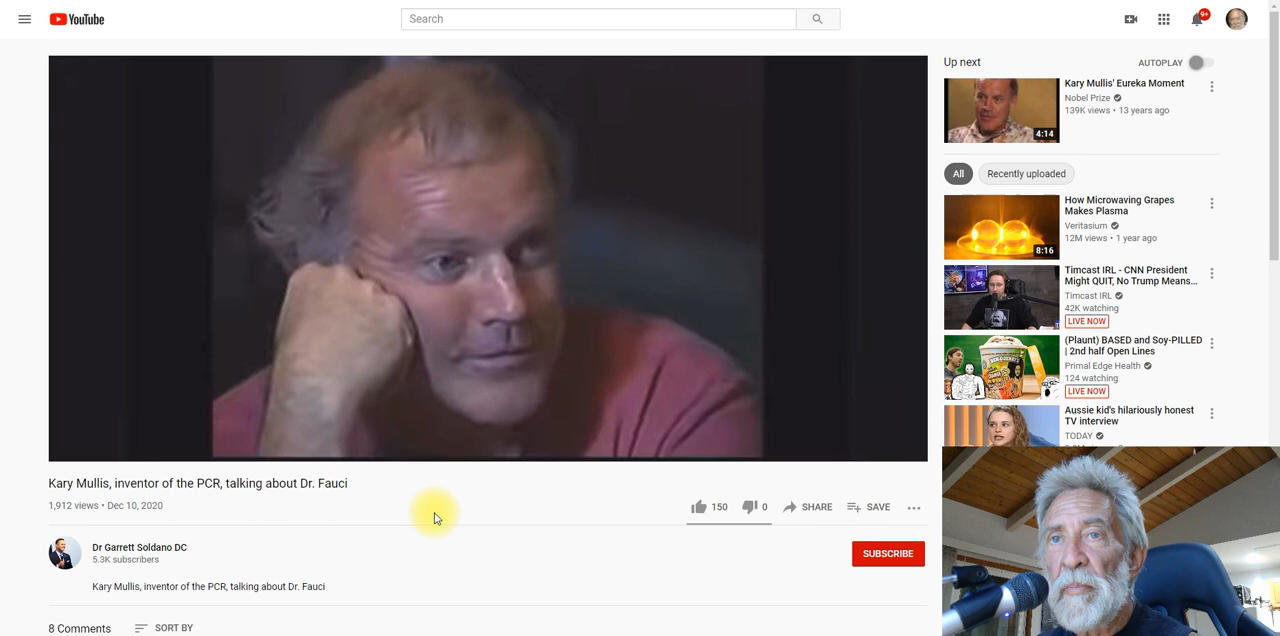 YouTube
Search
9+
Kary Mullis, inventor of the PCR, talking about Dr. Fauci
1,912 views • Dec 10, 2020
150
0
SHARE
SAVE
Dr Garrett Soldano DC
5.3K subscribers
SUBSCRIBE
Kary Mullis, inventor of the PCR, talking about Dr. Fauci
8 Comments
SORT BY
Up next
AUTOPLAY
Kary Mullis' Eureka Moment
Nobel Prize
139K views • 13 years ago
4:14
All
Recently uploaded
How Microwaving Grapes
Makes Plasma
Veritasium
12M views • 1 year ago
8:16
Timcast IRL - CNN President
Might QUIT, No Trump Means...
Timcast IRL
42K watching
LIVE NOW
(Plaunt) BASED and Soy-PILLED
| 2nd half Open Lines
Primal Edge Health
124 watching
LIVE NOW
Aussie kid's hilariously honest
TV interview
TODAY